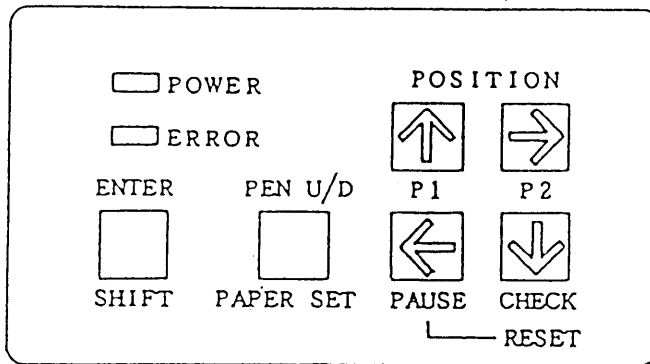 POWER
POSITION
ERROR
ENTER PEN U/D P1 P2
SHIFT PAPER SET PAUSE CHECK
RESET